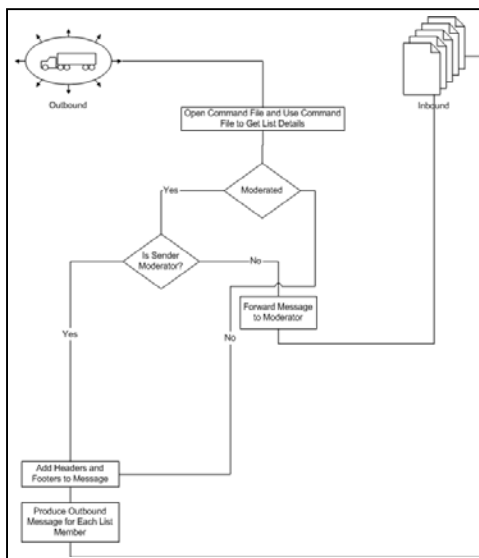 Outbound
Inbound
Open Command File and Use Command
File to Get List Details
Yes
Moderated
Is Sender
Moderator?
No
Forward Message
to Moderator
Yes
No
Add Headers and
Footers to Message
Produce Outbound
Message for Each List
Member